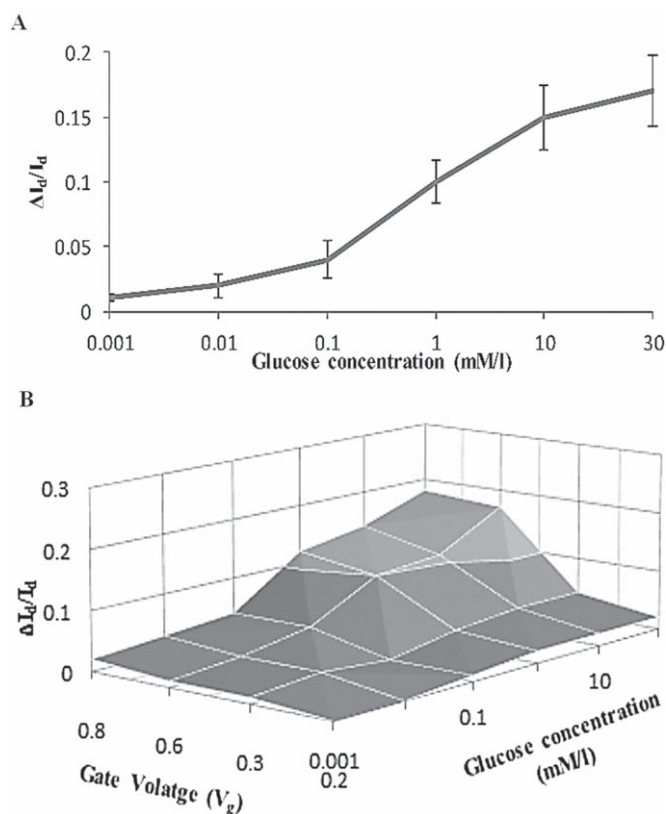 A
0.2
0.15
0.1
0.05
0
ΔId/Id
0.001 0.01 0.1 1 10 30
Glucose concentration (mM/l)
B
0.3
0.2
0.1
0
ΔId/Id
0.8 0.6 0.3 0.2
Gate Volatge (Vg)
0.001 0.1 10
Glucose concentration
(mM/l)